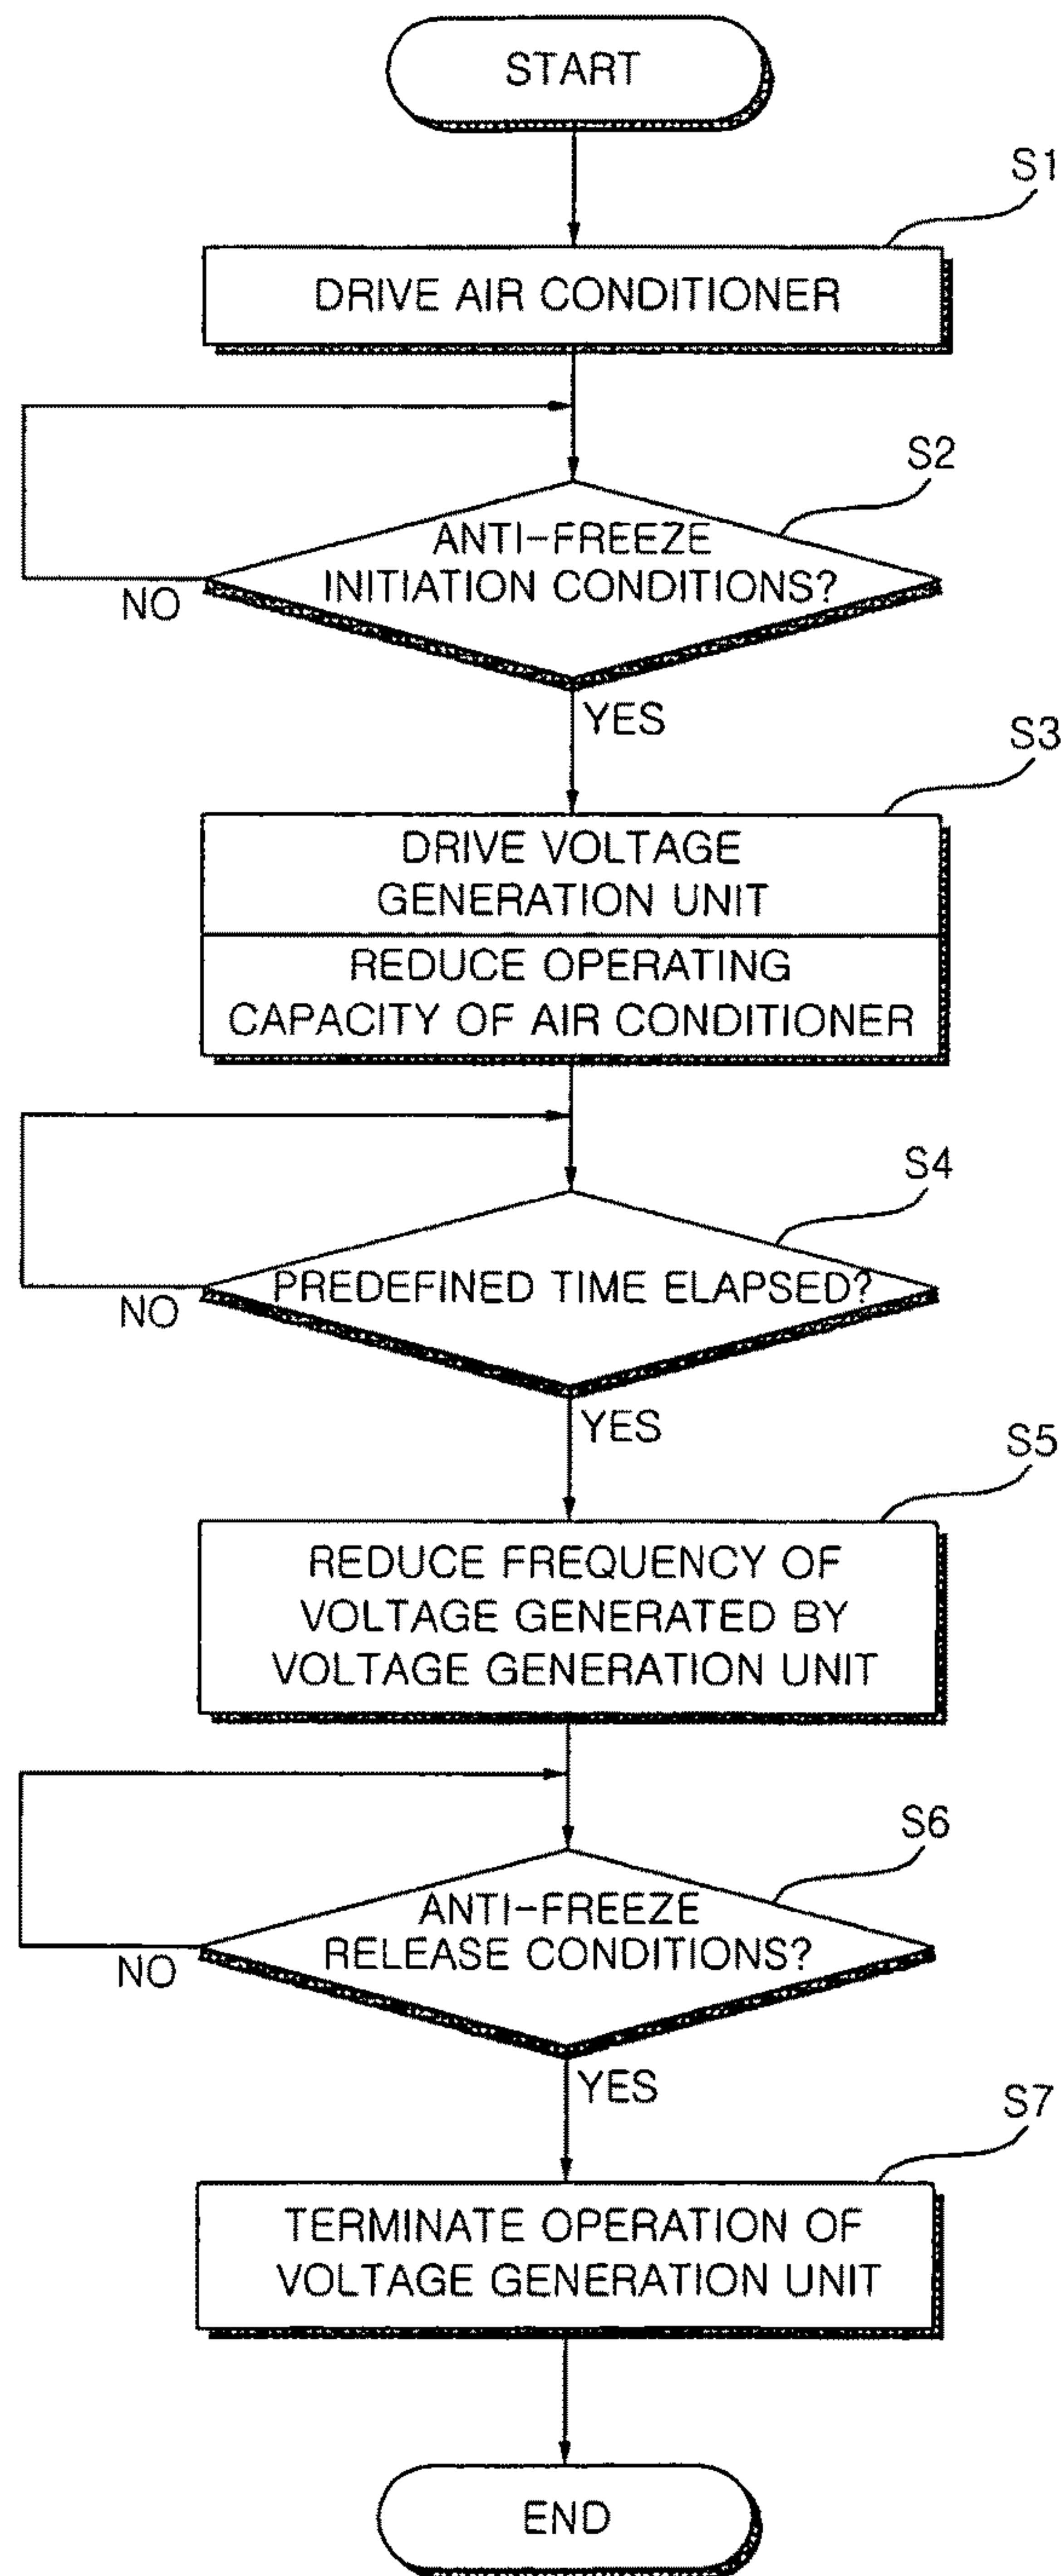 START
S1
DRIVE AIR CONDITIONER
S2
ANTI-FREEZE
INITIATION CONDITIONS?
NO
YES
S3
DRIVE VOLTAGE
GENERATION UNIT
REDUCE OPERATING
CAPACITY OF AIR CONDITIONER
S4
PREDEFINED TIME ELAPSED?
NO
YES
S5
REDUCE FREQUENCY OF
VOLTAGE GENERATED BY
VOLTAGE GENERATION UNIT
S6
ANTI-FREEZE
RELEASE CONDITIONS?
NO
YES
S7
TERMINATE OPERATION OF
VOLTAGE GENERATION UNIT
END